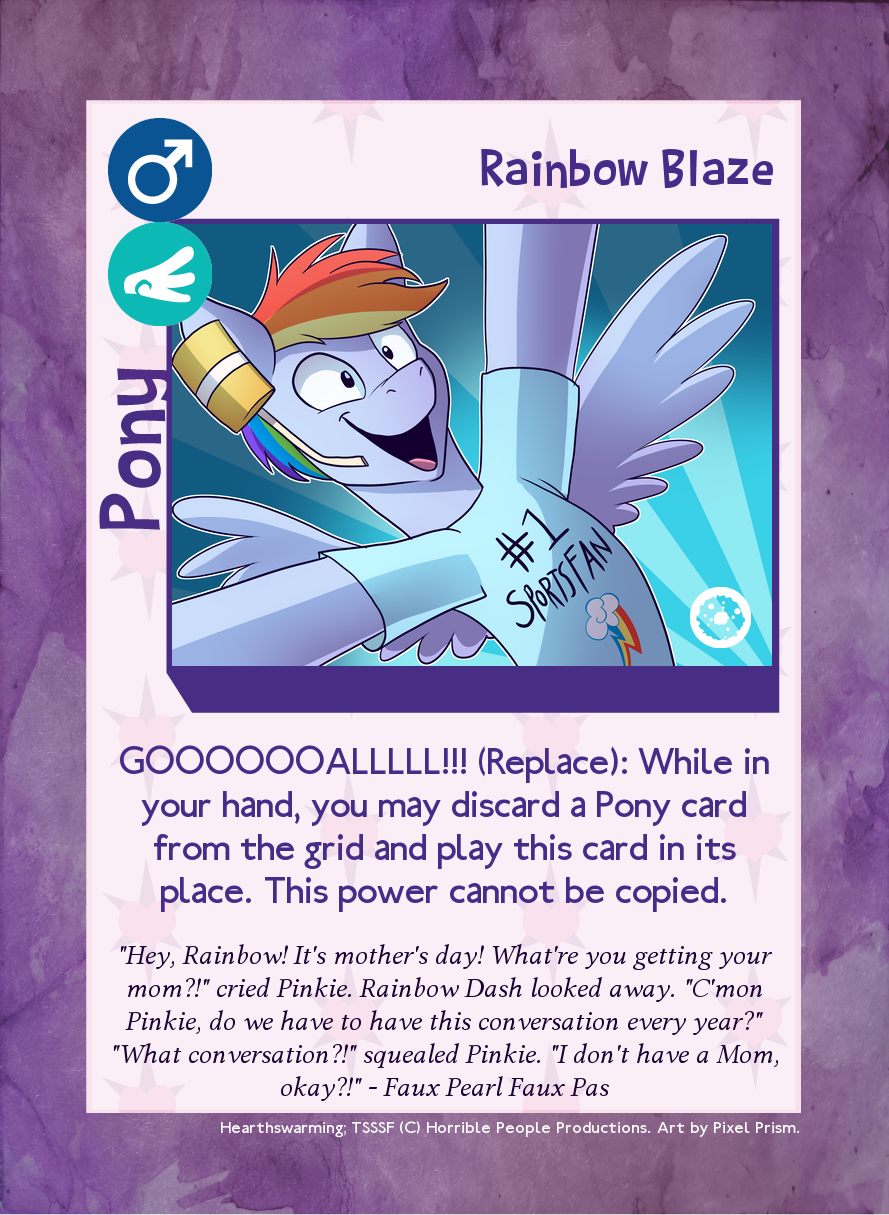 Rainbow Blaze
Pony
#1
SPORTSFAN
GOOOOOOALLLLL!!! (Replace): While in
your hand, you may discard a Pony card
from the grid and play this card in its
place. This power cannot be copied.
"Hey, Rainbow! It's mother's day! What're you getting your
mom?!" cried Pinkie. Rainbow Dash looked away. "C'mon
Pinkie, do we have to have this conversation every year?"
"What conversation?!" squealed Pinkie. "I don't have a Mom,
okay?!" - Faux Pearl Faux Pas
Hearthswarming; TSSSF (C) Horrible People Productions. Art by Pixel Prism.